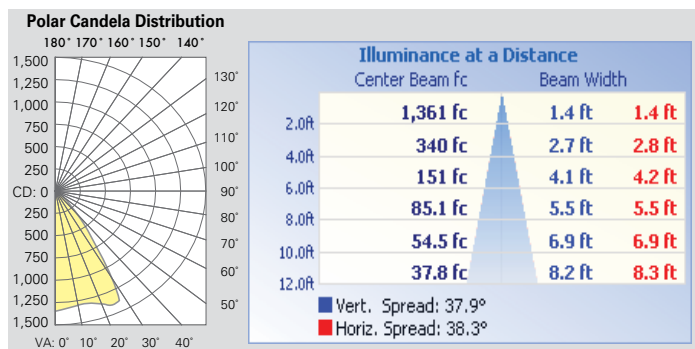 Polar Candela Distribution
180° 170° 160° 150° 140°
1,500
1,250
1,000
750
500
250
CD: 0
250
500
750
1,000
1,250
1,500
130°
120°
110°
100°
90°
80°
70°
60°
50°
VA: 0° 10° 20° 30° 40°
Illuminance at a Distance
Center Beam fc Beam Width
2.0ft 1,361 fc 1.4 ft 1.4 ft
4.0ft 340 fc 2.7 ft 2.8 ft
6.0ft 151 fc 4.1 ft 4.2 ft
8.0ft 85.1 fc 5.5 ft 5.5 ft
10.0ft 54.5 fc 6.9 ft 6.9 ft
12.0ft 37.8 fc 8.2 ft 8.3 ft
Vert. Spread: 37.9°
Horiz. Spread: 38.3°